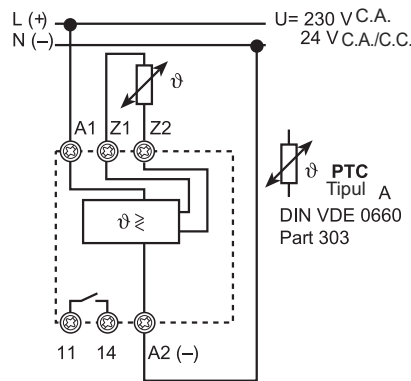 L (+)
U= 230 V C.A.
N (–)
24 V C.A./C.C.
ϑ
A1 Z1 Z2
ϑ PTC
Tipul A
DIN VDE 0660
Part 303
ϑ ≷
11 14 A2 (–)